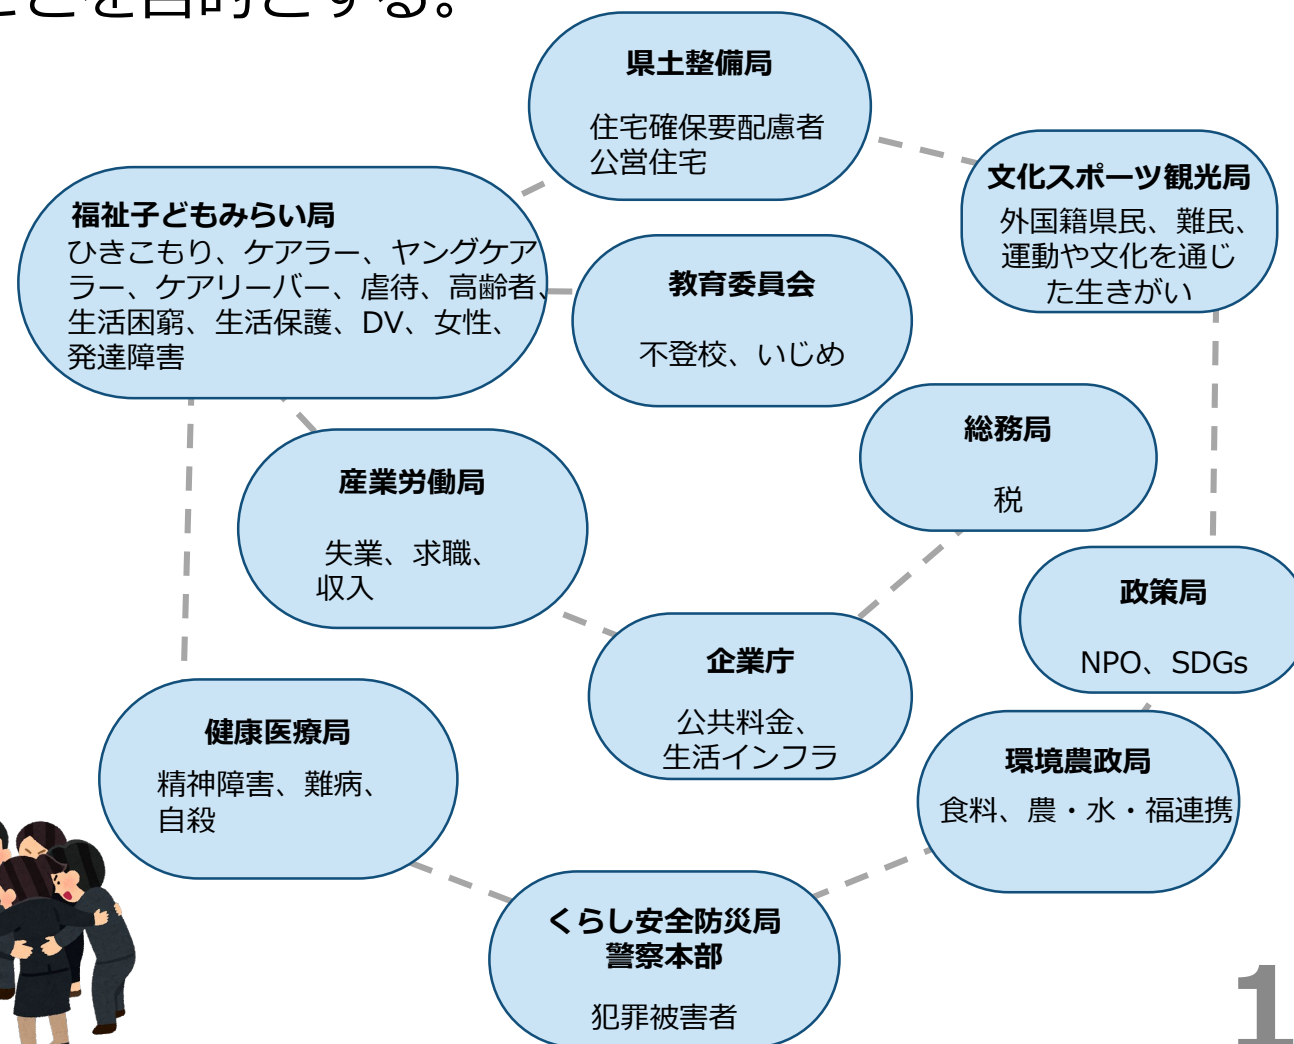 ことを目的とする。
県土整備局
住宅確保要配慮者
公営住宅
文化スポーツ観光局
外国籍県民、難民、
運動や文化を通じ
た生きがい
福祉子どもみらい局
ひきこもり、ケアラー、ヤングケア
ラー、ケアリーバー、虐待、高齢者、
生活困窮、生活保護、DV、女性、
発達障害
教育委員会
不登校、いじめ
総務局
税
産業労働局
失業、求職、
収入
政策局
NPO、SDGs
企業庁
公共料金、
生活インフラ
健康医療局
精神障害、難病、
自殺
環境農政局
食料、農・水・福連携
くらし安全防災局
警察本部
犯罪被害者
1